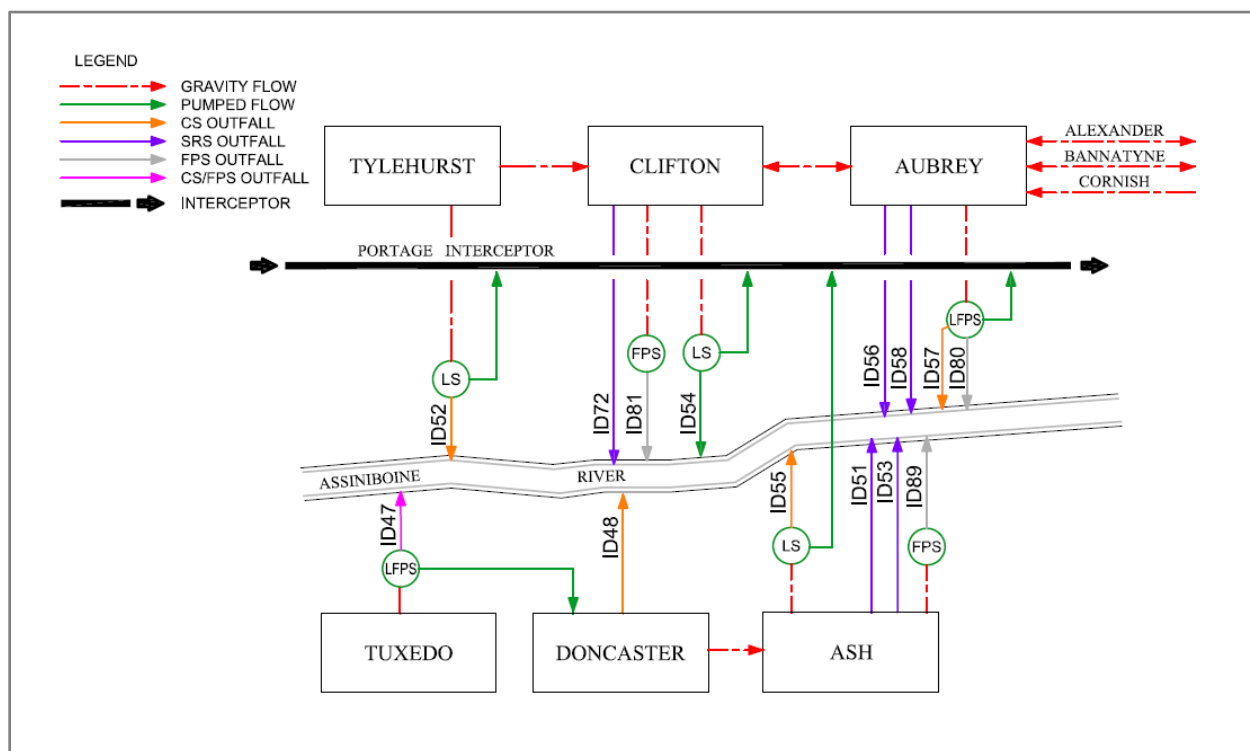 LEGEND
GRAVITY FLOW
PUMPED FLOW
CS OUTFALL
SRS OUTFALL
FPS OUTFALL
CS/FPS OUTFALL
INTERCEPTOR
TYLEHURST
CLIFTON
AUBREY
ALEXANDER
BANNATYNE
CORNISH
PORTAGE INTERCEPTOR
LS
FPS
LS
LFPS
ID52
ID72
ID81
ID54
ID56
ID58
ID57
ID80
ASSINIBOINE RIVER
ID47
ID48
ID55
ID51
ID53
ID89
LFPS
LS
FPS
TUXEDO
DONCASTER
ASH